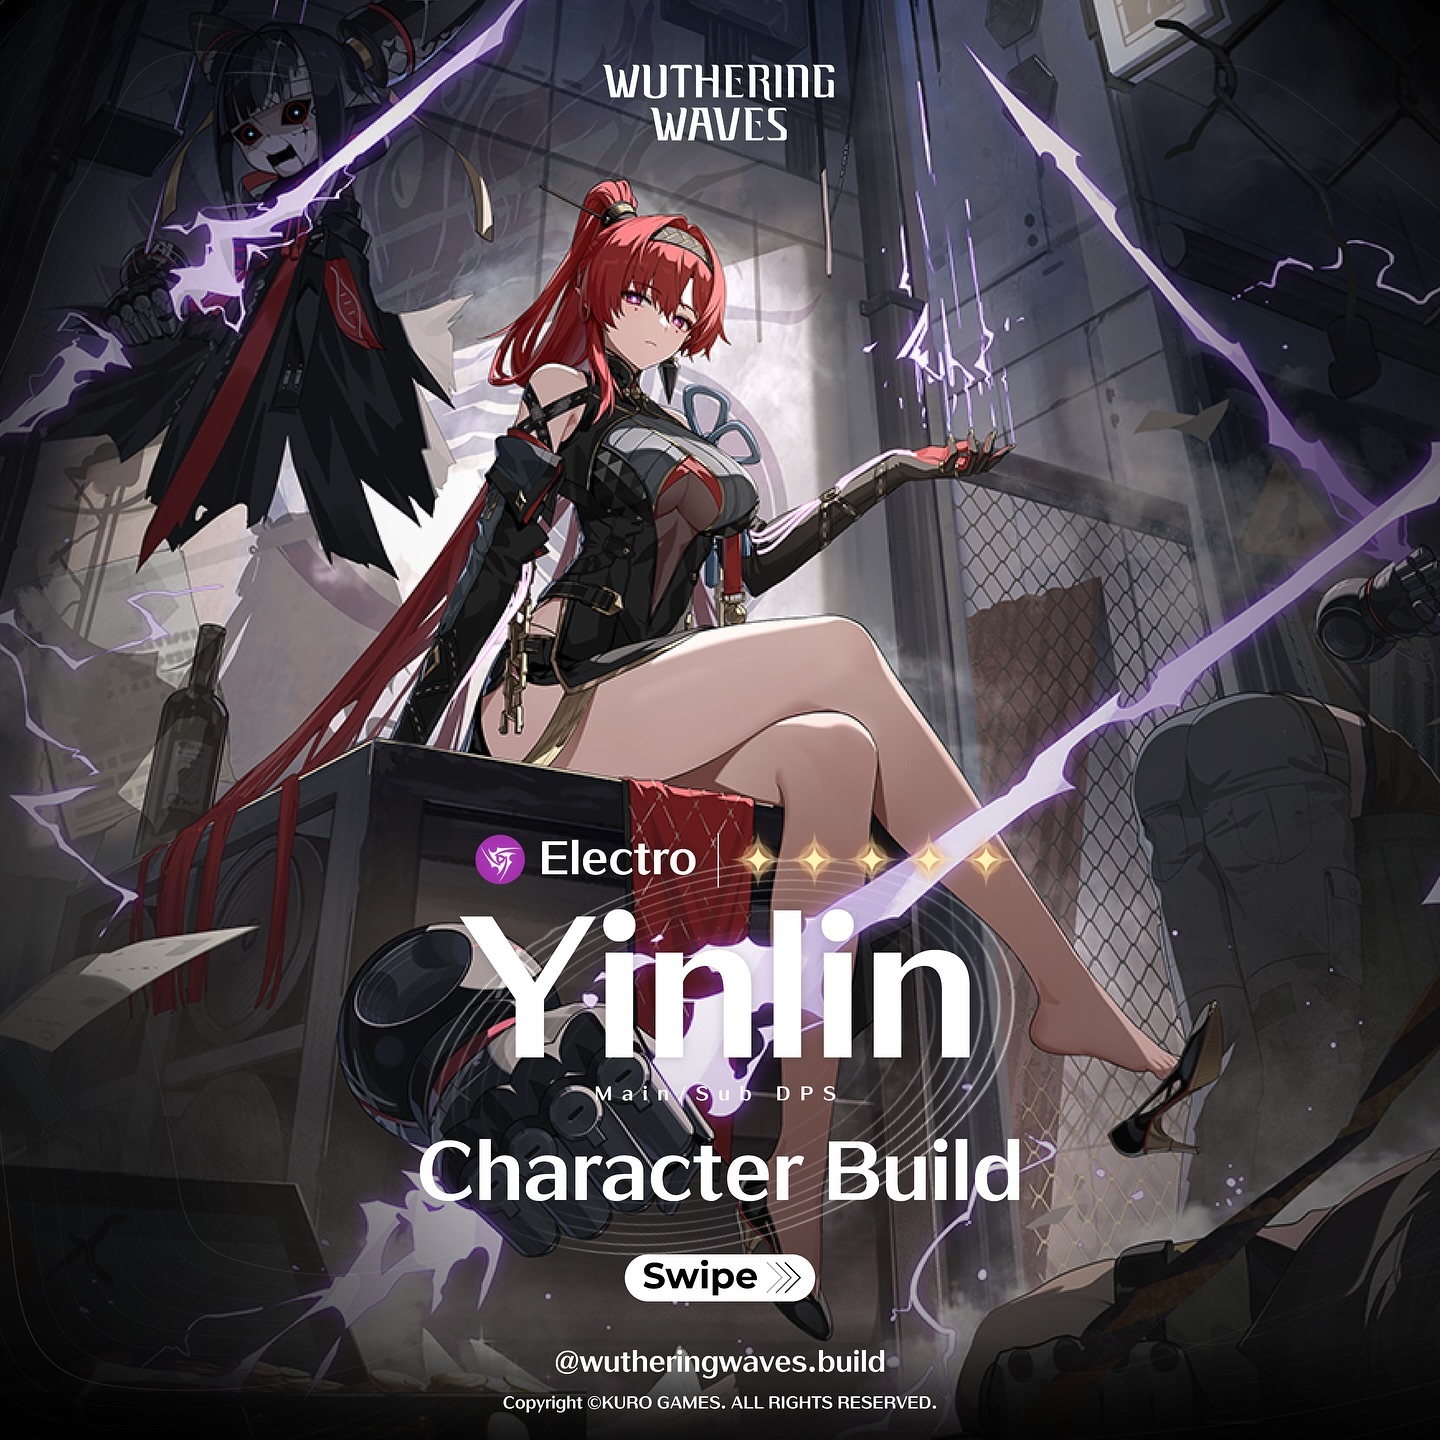 WUTHERING
WAVES
Electro
Yinlin
Main/Sub DPS
Character Build
Swipe
@wutheringwaves.build
Copyright ©KURO GAMES. ALL RIGHTS RESERVED.